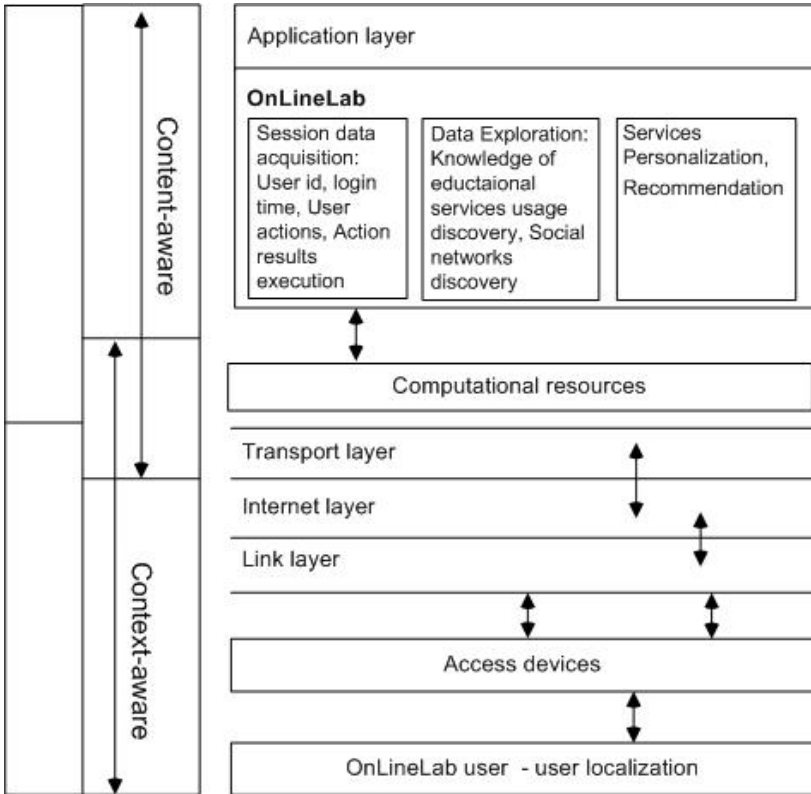 Content-aware
Context-aware
Application layer
OnLineLab
Session data
acquisition:
User id, login
time, User
actions, Action
results
execution
Data Exploration:
Knowledge of
eductaional
services usage
discovery, Social
networks
discovery
Services
Personalization,
Recommendation
Computational resources
Transport layer
Internet layer
Link layer
Access devices
OnLineLab user - user localization